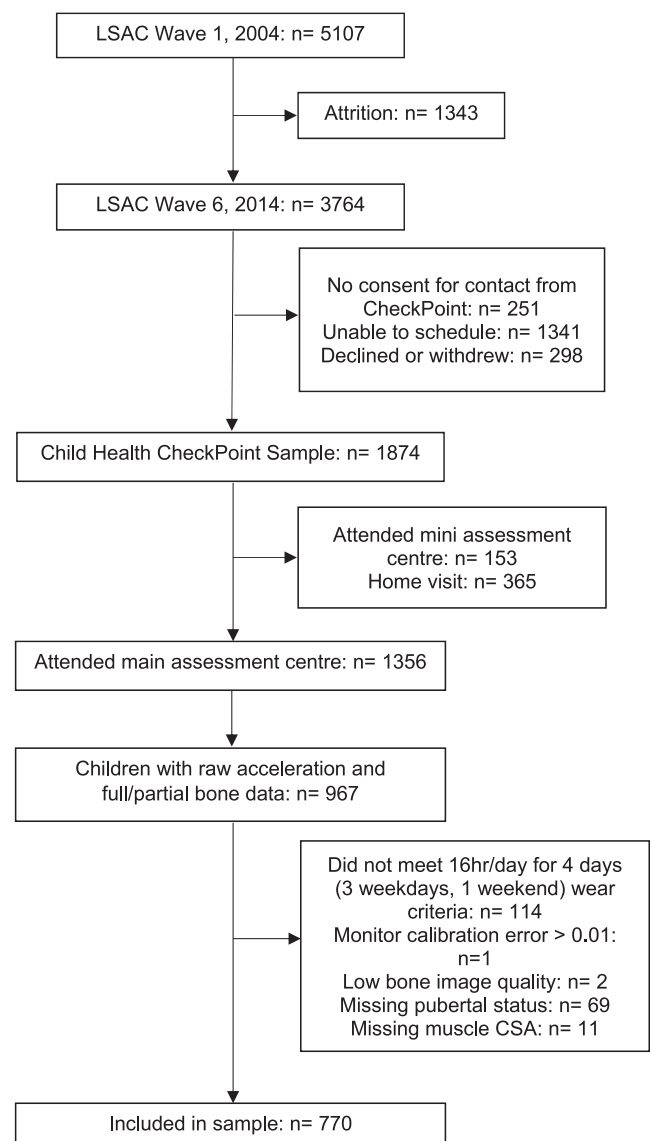 LSAC Wave 1, 2004: n= 5107
Attrition: n= 1343
LSAC Wave 6, 2014: n= 3764
No consent for contact from
CheckPoint: n= 251
Unable to schedule: n= 1341
Declined or withdrew: n= 298
Child Health CheckPoint Sample: n= 1874
Attended mini assessment
centre: n= 153
Home visit: n= 365
Attended main assessment centre: n= 1356
Children with raw acceleration and
full/partial bone data: n= 967
Did not meet 16hr/day for 4 days
(3 weekdays, 1 weekend) wear
criteria: n= 114
Monitor calibration error > 0.01:
n=1
Low bone image quality: n= 2
Missing pubertal status: n= 69
Missing muscle CSA: n= 11
Included in sample: n= 770